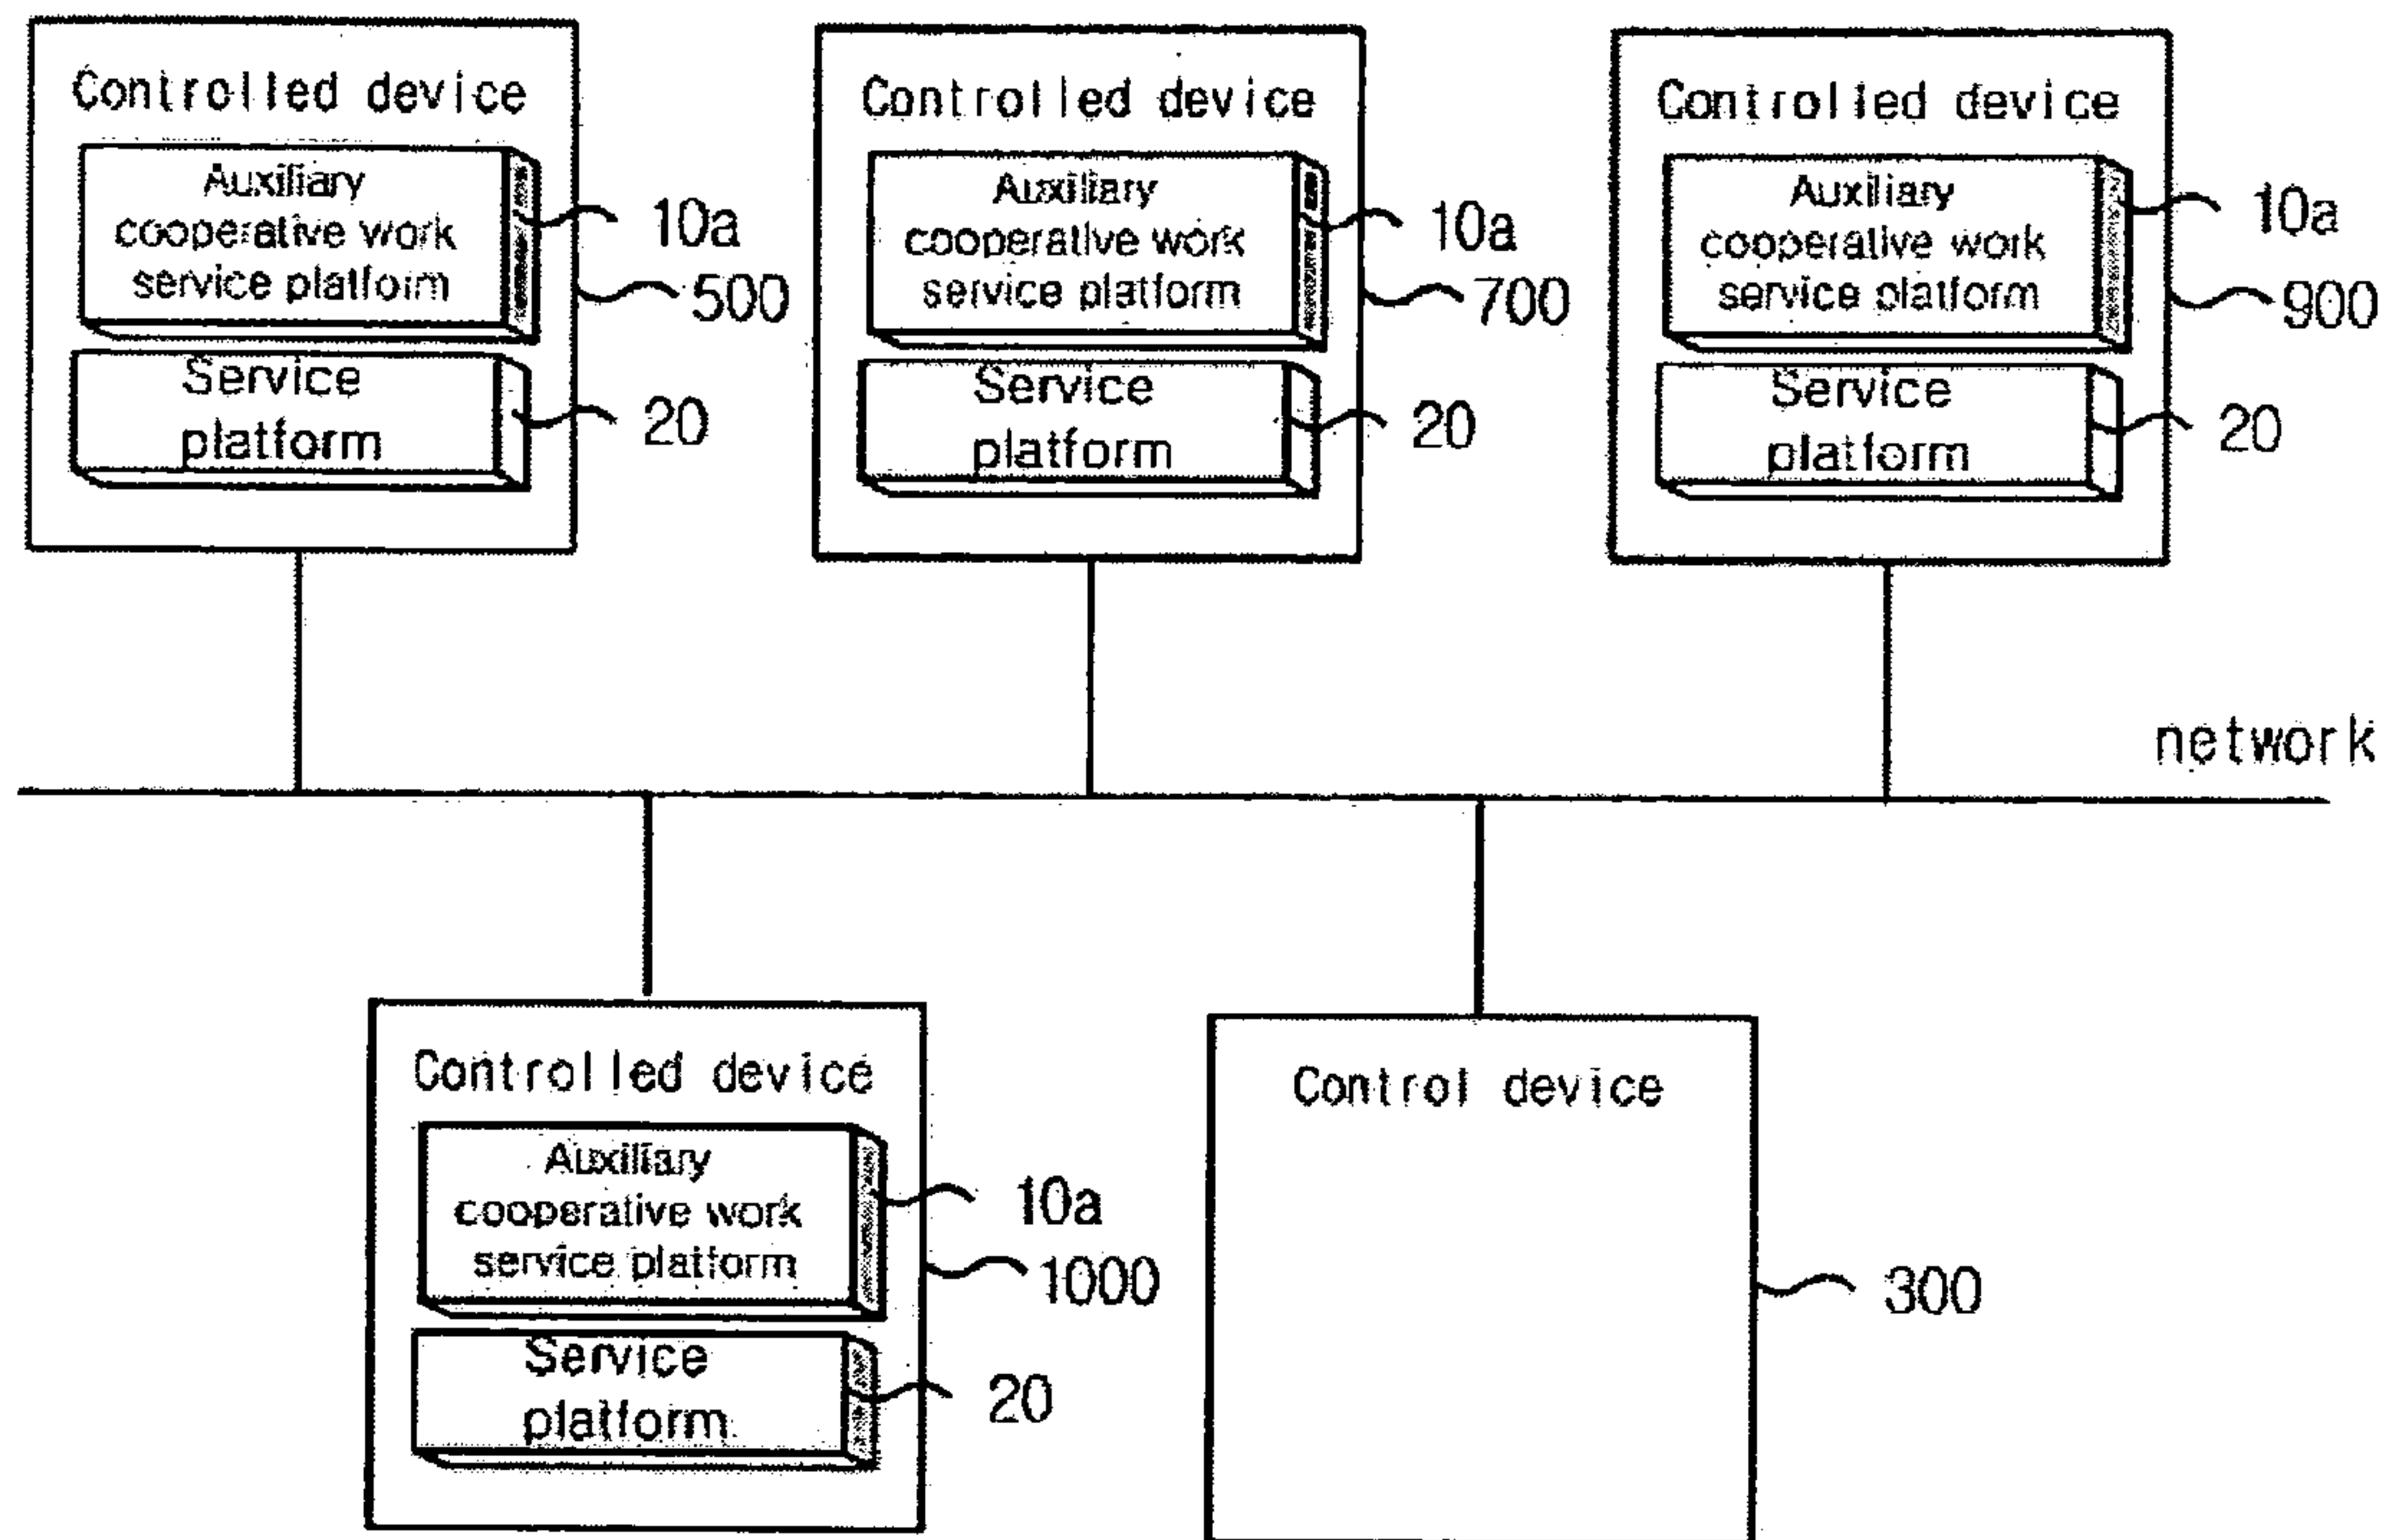 Controlled device
Auxiliary
cooperative work
service platform
10a
500
Service
platform
20
Controlled device
Auxiliary
cooperative work
service platform
10a
700
Service
platform
20
Controlled device
Auxiliary
cooperative work
service platform
10a
900
Service
platform
20
network
Controlled device
Auxiliary
cooperative work
service platform
10a
1000
Service
platform
20
Control device
300